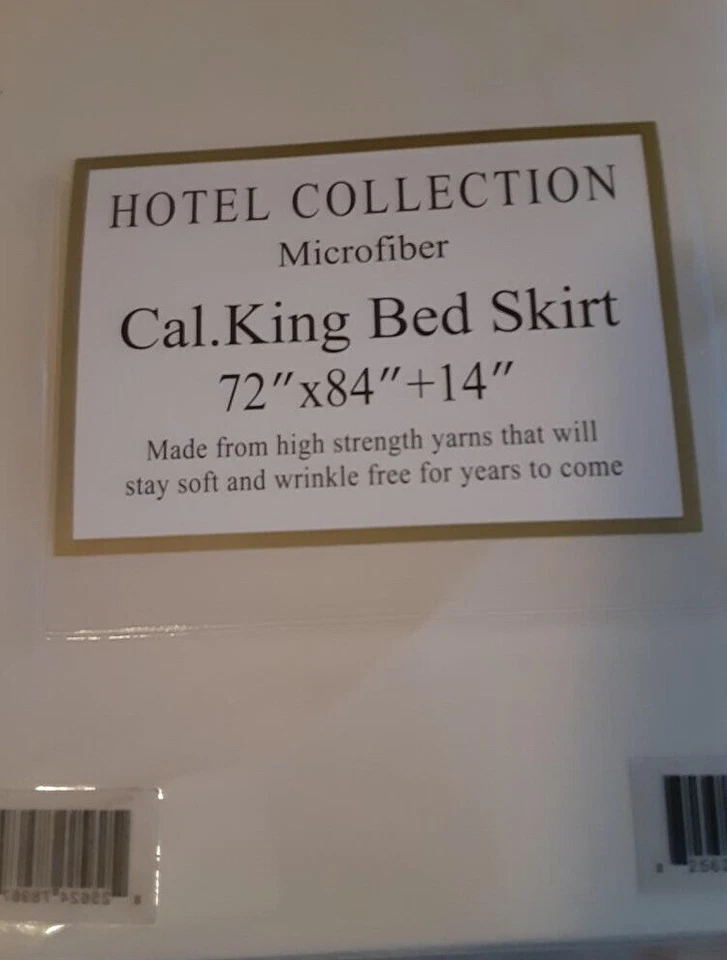 HOTEL COLLECTION
Microfiber
Cal.King Bed Skirt
72″x84″+14″
Made from high strength yarns that will
stay soft and wrinkle free for years to come